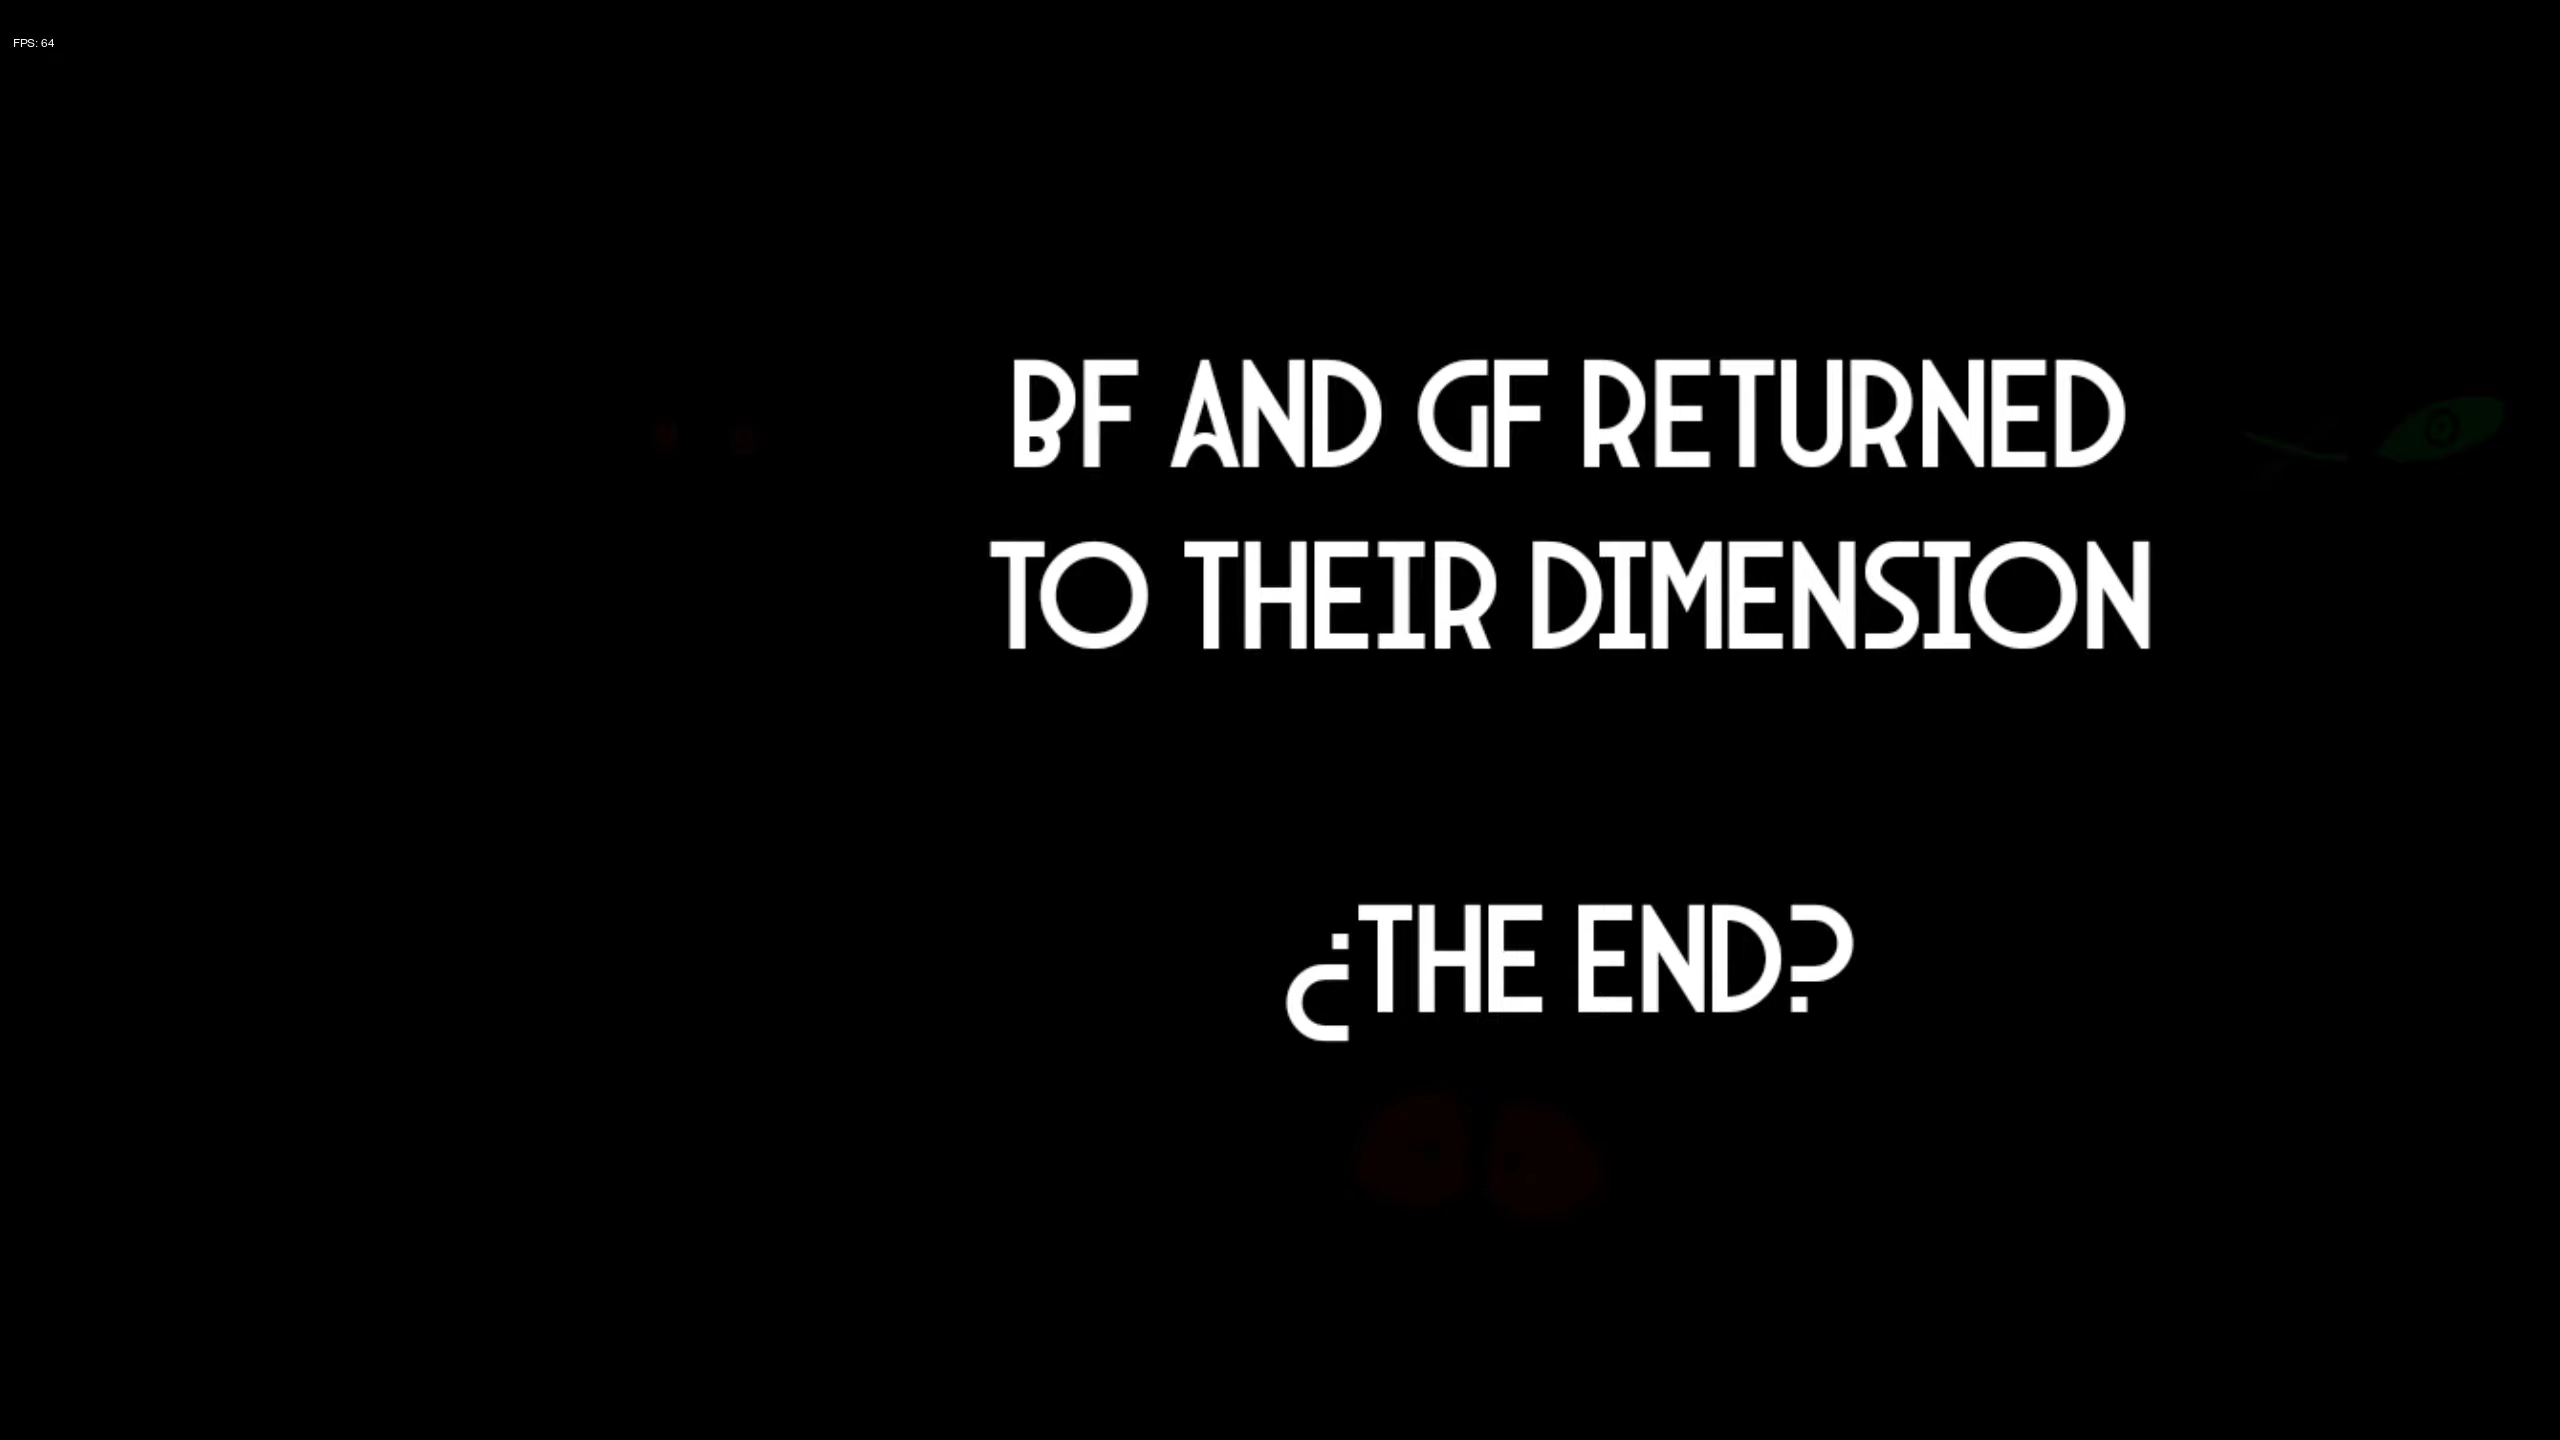 FPS: 64
BF AND GF RETURNED
TO THEIR DIMENSION
¿THE END?